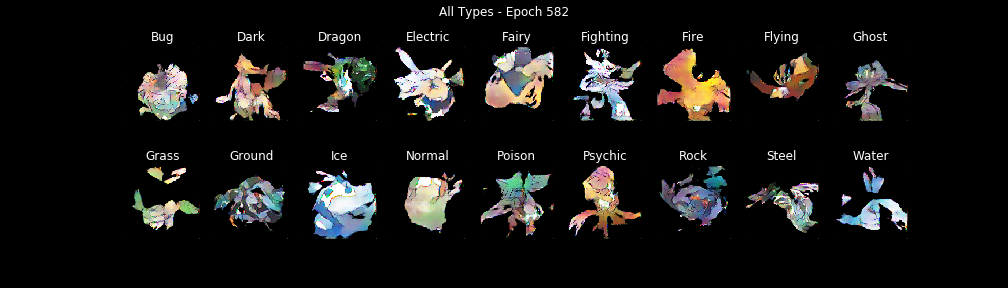 All Types - Epoch 582
Bug Dark Dragon Electric Fairy Fighting Fire Flying Ghost
Grass Ground Ice Normal Poison Psychic Rock Steel Water